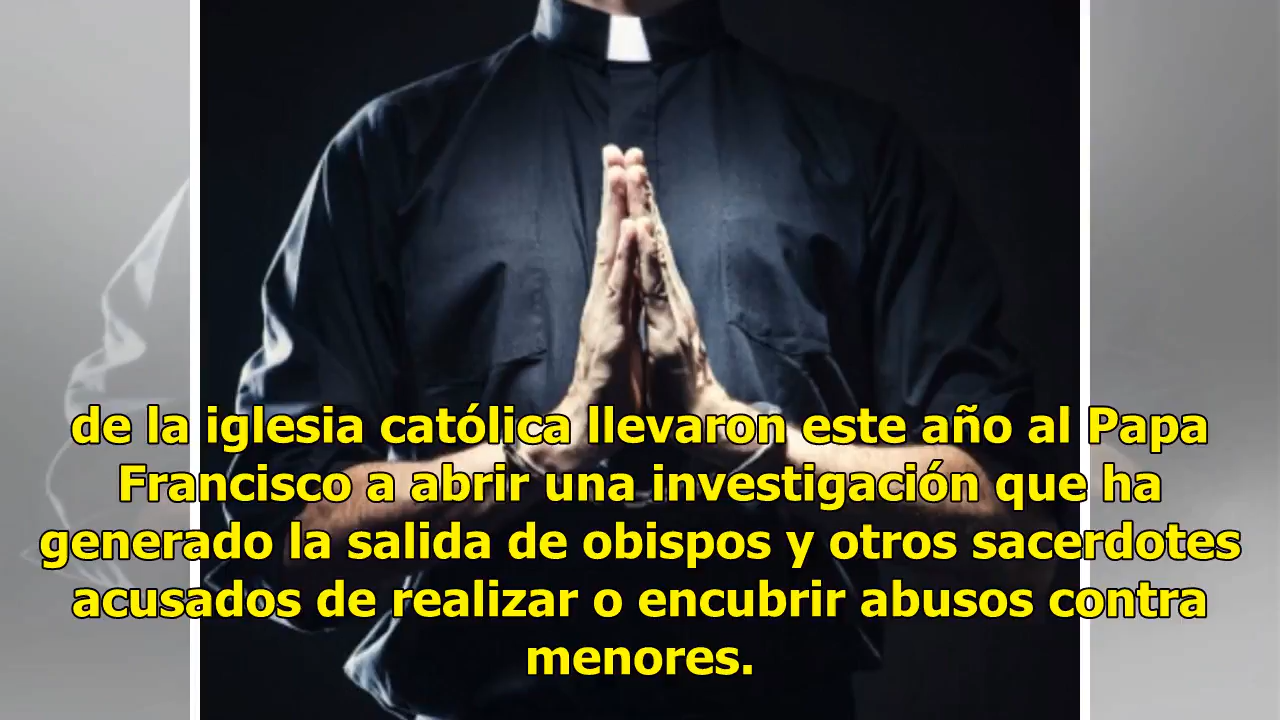 de la iglesia católica llevaron este año al Papa
Francisco a abrir una investigación que ha
generado la salida de obispos y otros sacerdotes
acusados de realizar o encubrir abusos contra
menores.